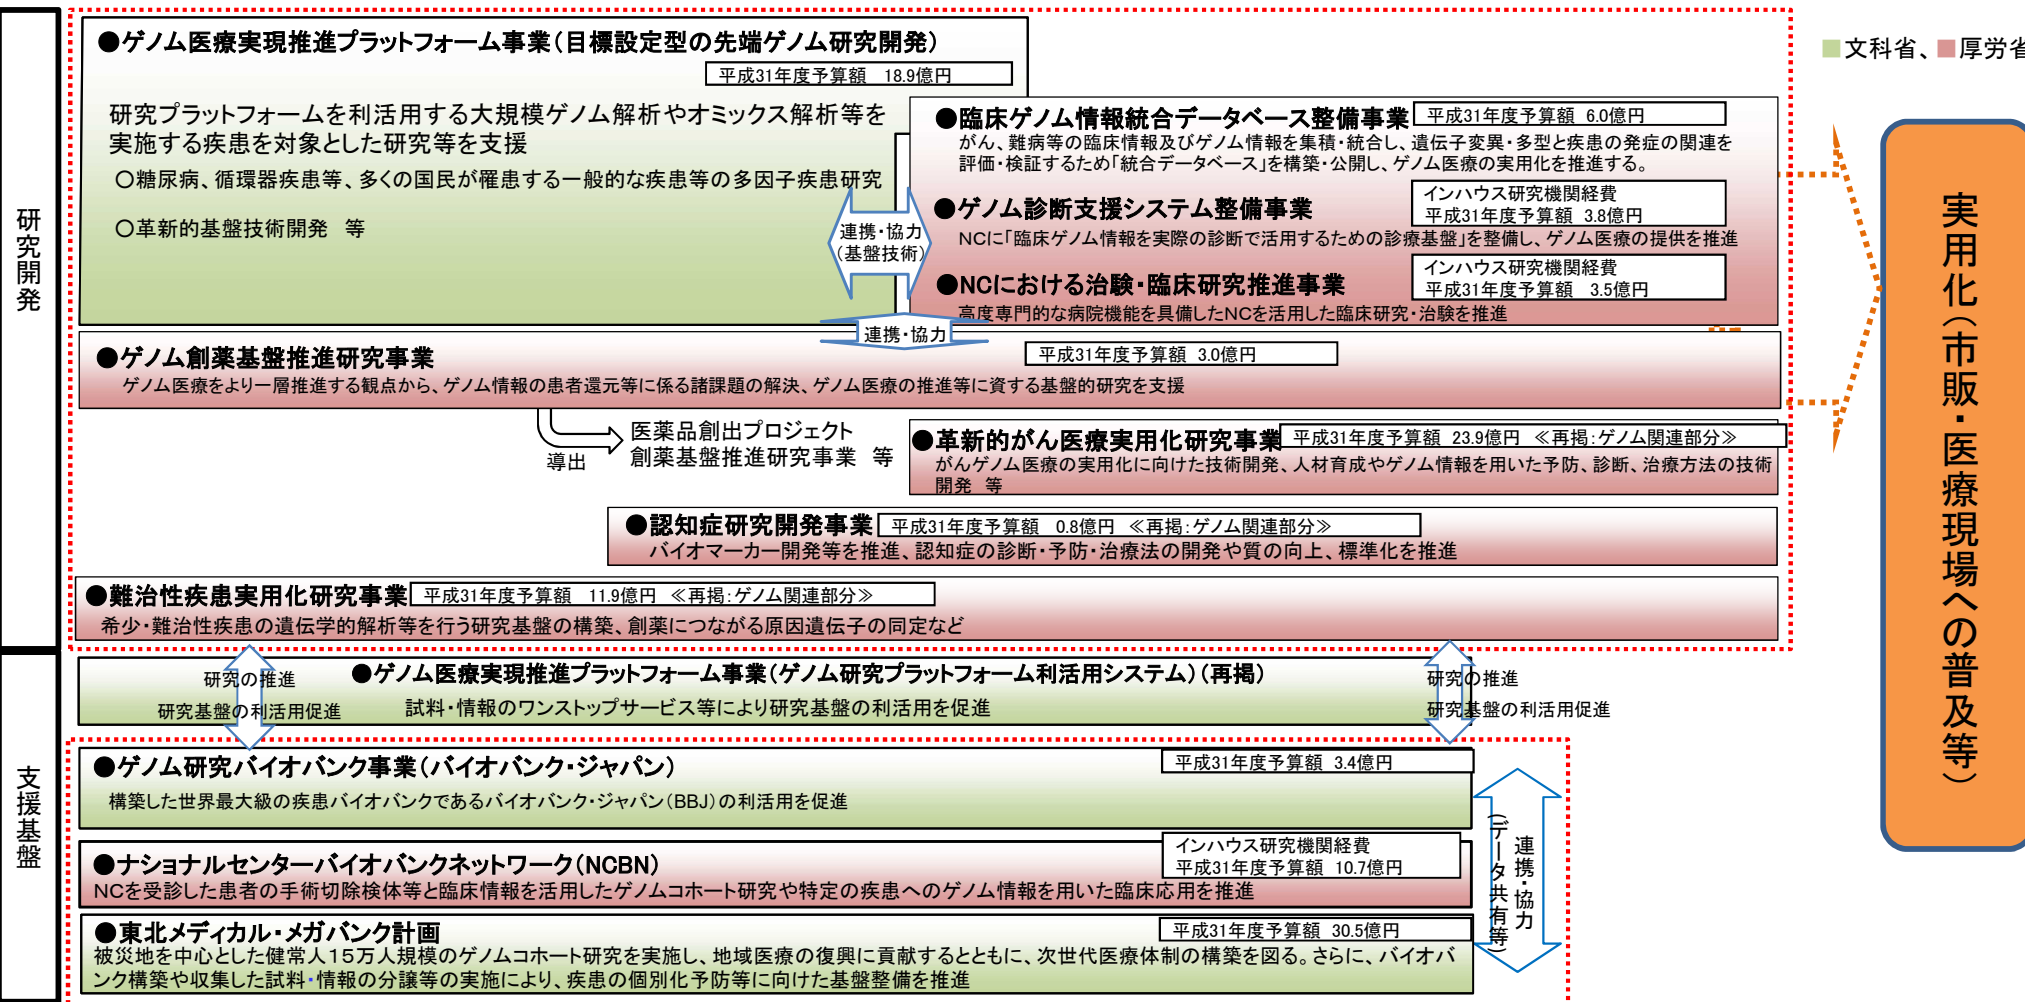 ■文科省、■厚労省
研究開発
●ゲノム医療実現推進プラットフォーム事業(目標設定型の先端ゲノム研究開発)
平成31年度予算額　18.9億円
研究プラットフォームを利活用する大規模ゲノム解析やオミックス解析等を
実施する疾患を対象とした研究等を支援
○糖尿病、循環器疾患等、多くの国民が罹患する一般的な疾患等の多因子疾患研究
○革新的基盤技術開発　等
連携・協力
(基盤技術)
●臨床ゲノム情報統合データベース整備事業
平成31年度予算額 6.0億円
がん、難病等の臨床情報及びゲノム情報を集積・統合し、遺伝子変異・多型と疾患の発症の関連を
評価・検証するため「統合データベース」を構築・公開し、ゲノム医療の実用化を推進する。
●ゲノム診断支援システム整備事業
インハウス研究機関経費
平成31年度予算額 3.8億円
NCに「臨床ゲノム情報を実際の診断で活用するための診療基盤」を整備し、ゲノム医療の提供を推進
●NCにおける治験・臨床研究推進事業
インハウス研究機関経費
平成31年度予算額　3.5億円
高度専門的な病院機能を具備したNCを活用した臨床研究・治験を推進
連携・協力
●ゲノム創薬基盤推進研究事業
平成31年度予算額 3.0億円
ゲノム医療をより一層推進する観点から、ゲノム情報の患者還元等に係る諸課題の解決、ゲノム医療の推進等に資する基盤的研究を支援
導出
医薬品創出プロジェクト
創薬基盤推進研究事業　等
●革新的がん医療実用化研究事業
平成31年度予算額 23.9億円 ≪再掲:ゲノム関連部分≫
がんゲノム医療の実用化に向けた技術開発、人材育成やゲノム情報を用いた予防、診断、治療方法の技術
開発　等
●認知症研究開発事業
平成31年度予算額　0.8億円 ≪再掲:ゲノム関連部分≫
バイオマーカー開発等を推進、認知症の診断・予防・治療法の開発や質の向上、標準化を推進
●難治性疾患実用化研究事業
平成31年度予算額　11.9億円 ≪再掲:ゲノム関連部分≫
希少・難治性疾患の遺伝学的解析等を行う研究基盤の構築、創薬につながる原因遺伝子の同定など
実用化(市販・医療現場への普及等)
支援基盤
●ゲノム医療実現推進プラットフォーム事業(ゲノム研究プラットフォーム利活用システム)(再掲)
試料・情報のワンストップサービス等により研究基盤の利活用を促進
研究の推進
研究基盤の利活用促進
研究の推進
研究基盤の利活用促進
●ゲノム研究バイオバンク事業(バイオバンク・ジャパン)
平成31年度予算額 3.4億円
構築した世界最大級の疾患バイオバンクであるバイオバンク・ジャパン(BBJ)の利活用を促進
●ナショナルセンターバイオバンクネットワーク(NCBN)
インハウス研究機関経費
平成31年度予算額 10.7億円
NCを受診した患者の手術切除検体等と臨床情報を活用したゲノムコホート研究や特定の疾患へのゲノム情報を用いた臨床応用を推進
●東北メディカル・メガバンク計画
平成31年度予算額 30.5億円
被災地を中心とした健常人15万人規模のゲノムコホート研究を実施し、地域医療の復興に貢献するとともに、次世代医療体制の構築を図る。さらに、バイオバ
ンク構築や収集した試料・情報の分譲等の実施により、疾患の個別化予防等に向けた基盤整備を推進
連携・協力
(データ共有等)